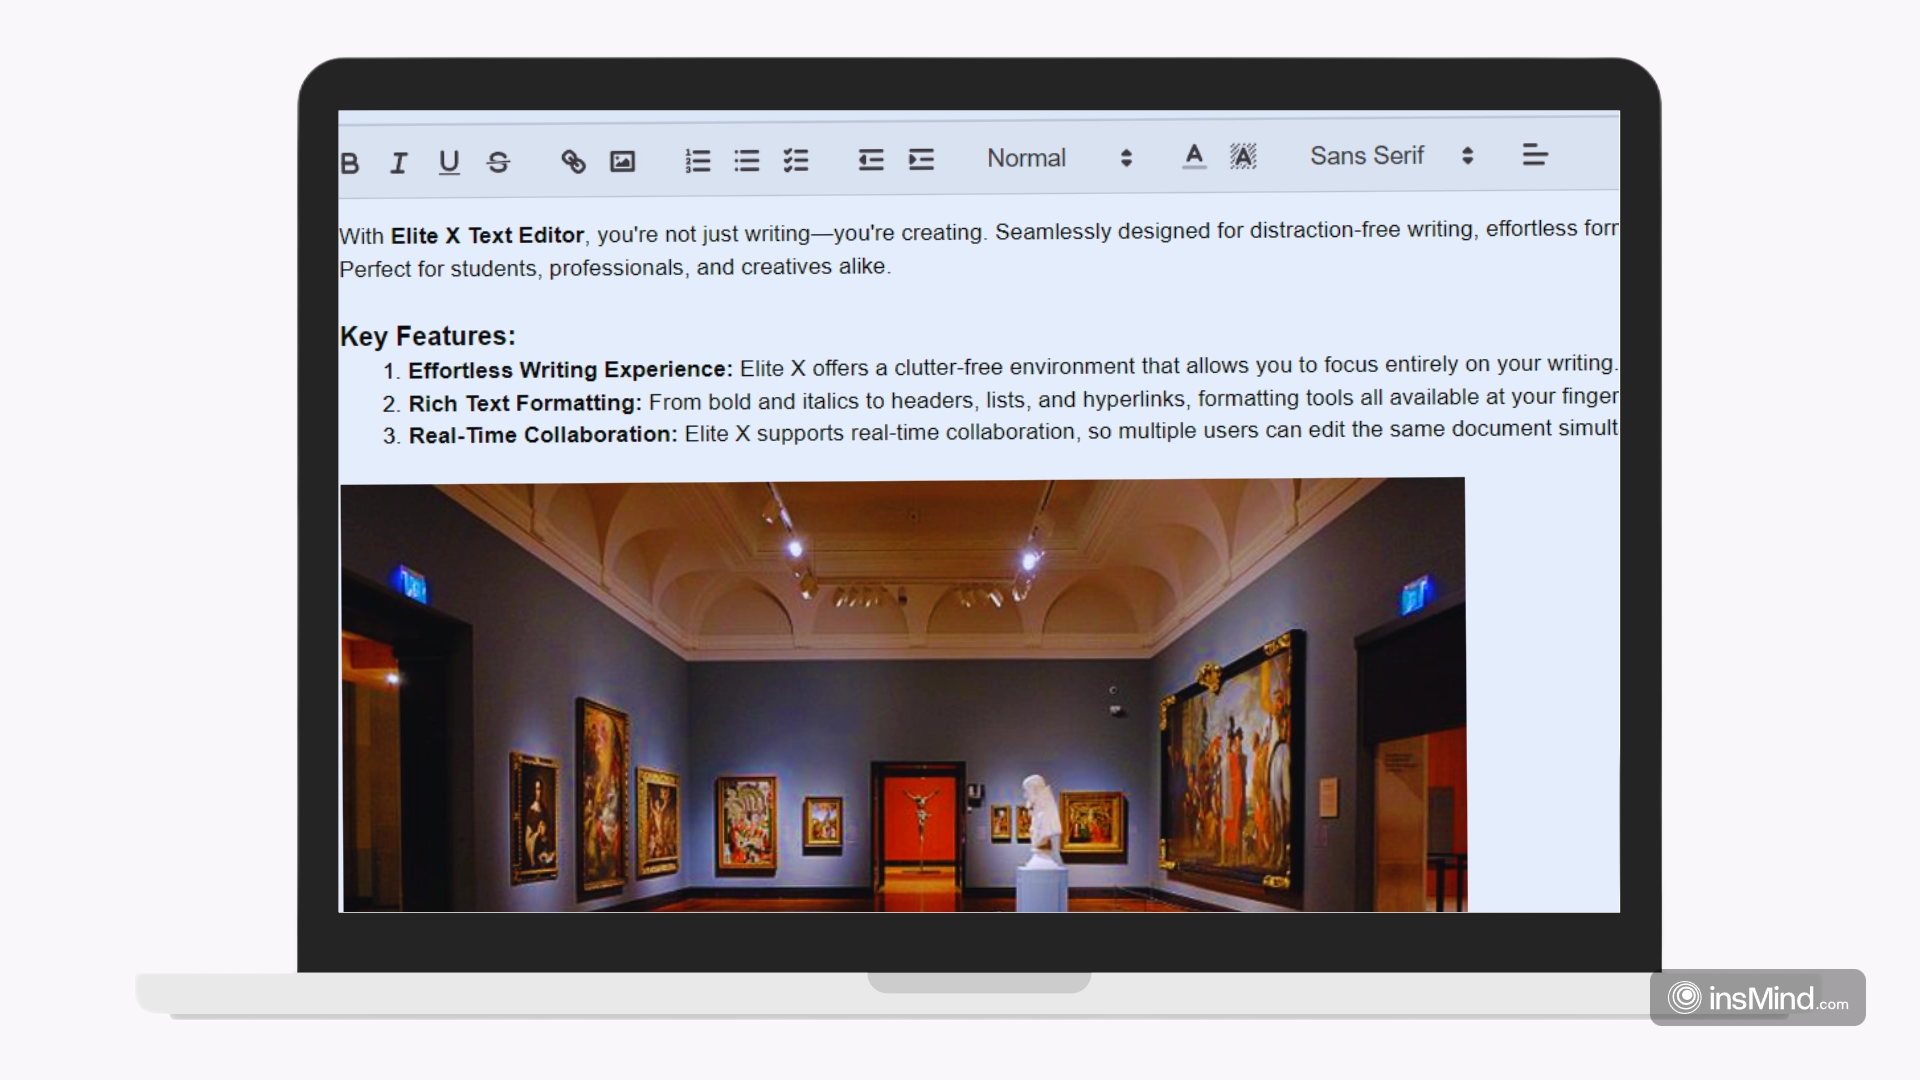 Normal Sans Serif
With Elite X Text Editor, you're not just writing—you're creating. Seamlessly designed for distraction-free writing, effortless
Perfect for students, professionals, and creatives alike.
Key Features:
1. Effortless Writing Experience: Elite X offers a clutter-free environment that allows you to focus entirely on your writing.
2. Rich Text Formatting: From bold and italics to headers, lists, and hyperlinks, formatting tools all available at your finger
3. Real-Time Collaboration: Elite X supports real-time collaboration, so multiple users can edit the same document simult
insMind.com